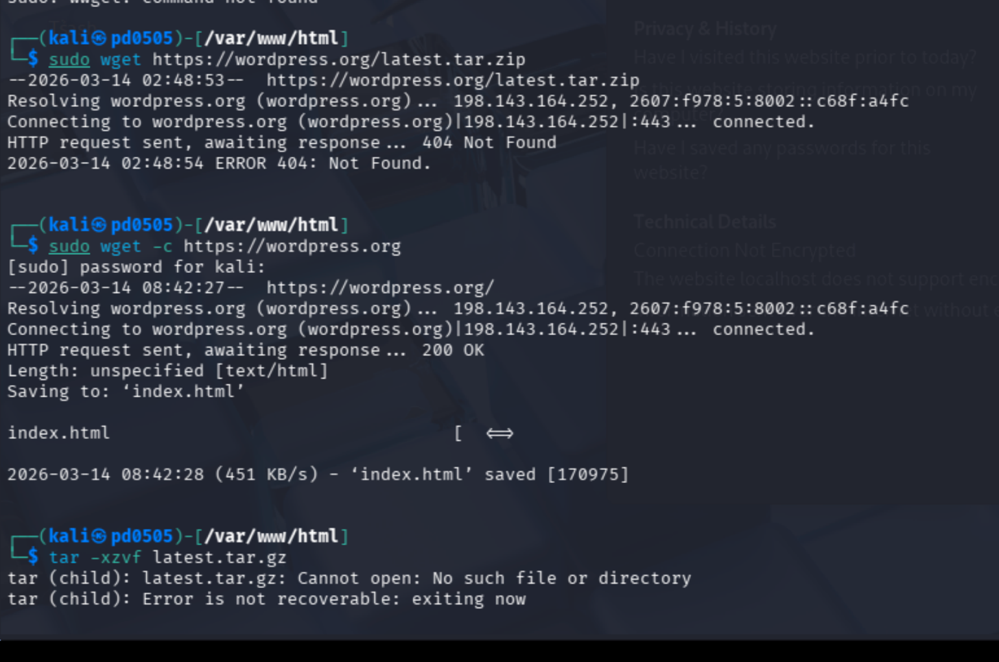 sudo: wwget: command not found
┌──(kali㉿pd0505)-[/var/www/html]
└─$ sudo wget https://wordpress.org/latest.tar.zip
--2026-03-14 02:48:53--  https://wordpress.org/latest.tar.zip
Resolving wordpress.org (wordpress.org)... 198.143.164.252, 2607:f978:5:8002::c68f:a4fc
Connecting to wordpress.org (wordpress.org)|198.143.164.252|:443... connected.
HTTP request sent, awaiting response... 404 Not Found
2026-03-14 02:48:54 ERROR 404: Not Found.
┌──(kali㉿pd0505)-[/var/www/html]
└─$ sudo wget -c https://wordpress.org
[sudo] password for kali:
--2026-03-14 08:42:27--  https://wordpress.org/
Resolving wordpress.org (wordpress.org)... 198.143.164.252, 2607:f978:5:8002::c68f:a4fc
Connecting to wordpress.org (wordpress.org)|198.143.164.252|:443... connected.
HTTP request sent, awaiting response... 200 OK
Length: unspecified [text/html]
Saving to: ‘index.html’
index.html [ <=>
2026-03-14 08:42:28 (451 KB/s) - ‘index.html’ saved [170975]
┌──(kali㉿pd0505)-[/var/www/html]
└─$ tar -xzvf latest.tar.gz
tar (child): latest.tar.gz: Cannot open: No such file or directory
tar (child): Error is not recoverable: exiting now
Privacy & History
Have I visited this website prior to today?
Is this website storing information on my
computer?
Have I saved any passwords for this
website?
Technical Details
Connection Not Encrypted
The website localhost does not support enc
without e